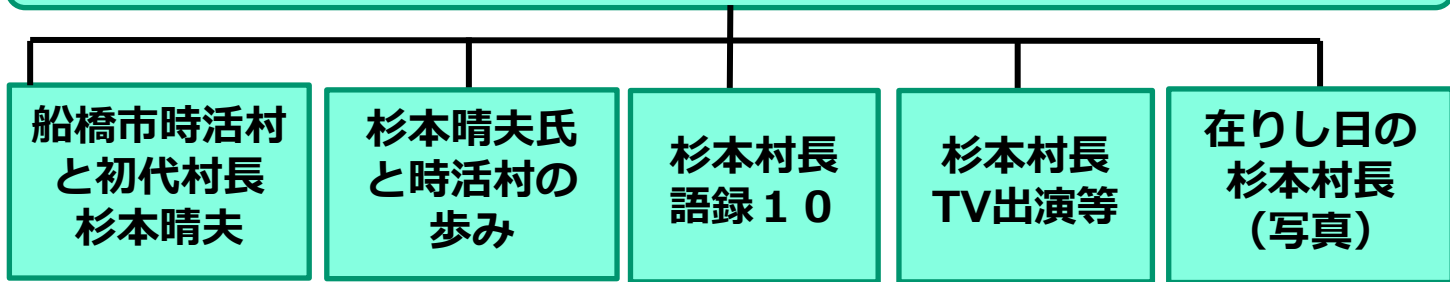 船橋市時活村
と初代村長
杉本晴夫
杉本晴夫氏
と時活村の
歩み
杉本村長
語録１０
杉本村長
TV出演等
在りし日の
杉本村長
（写真）